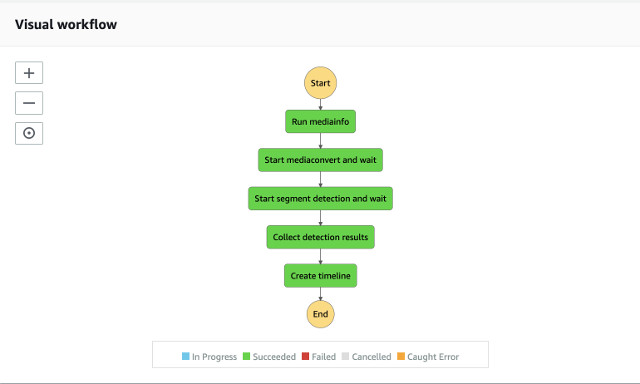 Visual workflow
Start
Run mediainfo
Start mediaconvert and wait
Start segment detection and wait
Collect detection results
Create timeline
End
In Progress Succeeded Failed Cancelled Caught Error